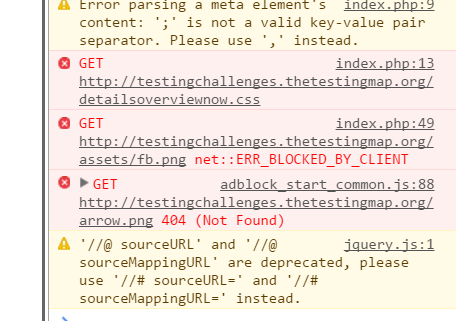 Error parsing a meta element's index.php:9
content: ';' is not a valid key-value pair
separator. Please use ',' instead.
GET index.php:13
http://testingchallenges.thetestingmap.org/
detailsoverviewnow.css
GET index.php:49
http://testingchallenges.thetestingmap.org/
assets/fb.png net::ERR_BLOCKED_BY_CLIENT
GET adblock_start_common.js:88
http://testingchallenges.thetestingmap.org/
arrow.png 404 (Not Found)
'//@ sourceURL' and '//@ jquery.js:1
sourceMappingURL=' are deprecated, please
use '//# sourceURL=' and '//#
sourceMappingURL=' instead.